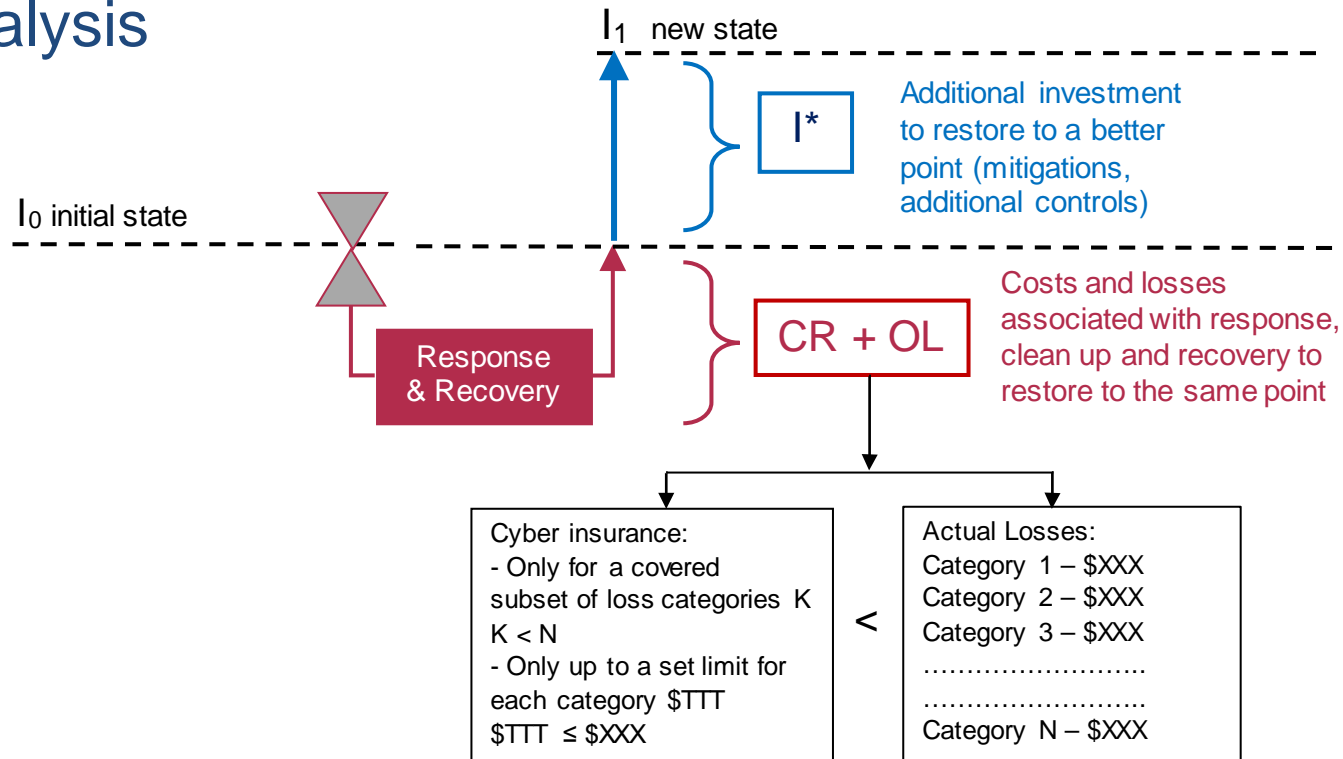 alysis
I1 new state
I*
Additional investment
to restore to a better
point (mitigations,
additional controls)
I0 initial state
Response
& Recovery
CR + OL
Costs and losses
associated with response,
clean up and recovery to
restore to the same point
Cyber insurance:
- Only for a covered
subset of loss categories K
K < N
- Only up to a set limit for
each category $TTT
$TTT ≤ $XXX
<
Actual Losses:
Category 1 – $XXX
Category 2 – $XXX
Category 3 – $XXX
……………………..
……………………..
Category N – $XXX